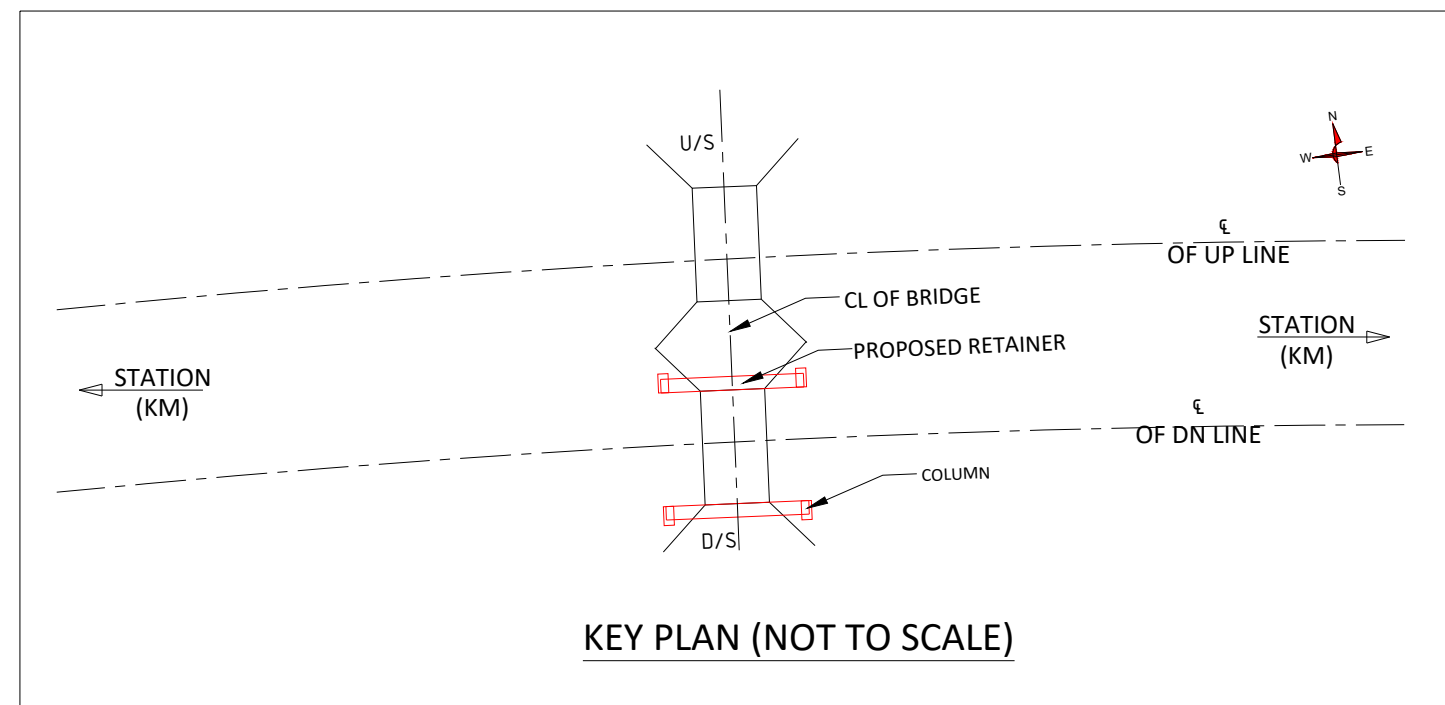 U/S
N
W
E
S
℄
OF UP LINE
CL OF BRIDGE
PROPOSED RETAINER
STATION
(KM)
STATION
(KM)
℄
OF DN LINE
COLUMN
D/S
KEY PLAN (NOT TO SCALE)